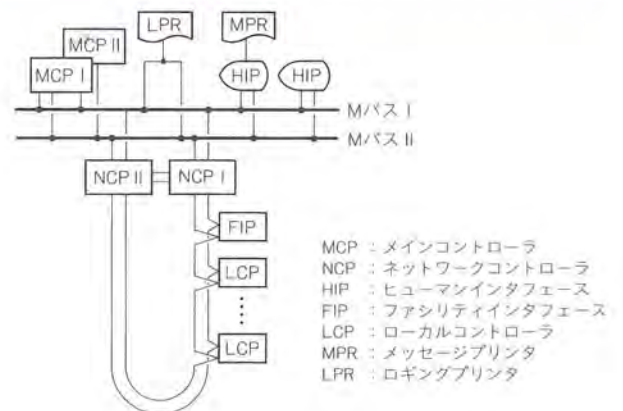 LPR
MPR
MCP II
MCP I
HIP
HIP
Mバス I
Mバス II
NCP II
NCP I
FIP
LCP
LCP
MCP : メインコントローラ
NCP : ネットワークコントローラ
HIP : ヒューマンインタフェース
FIP : ファシリティインタフェース
LCP : ローカルコントローラ
MPR : メッセージプリンタ
LPR : ロギングプリンタ